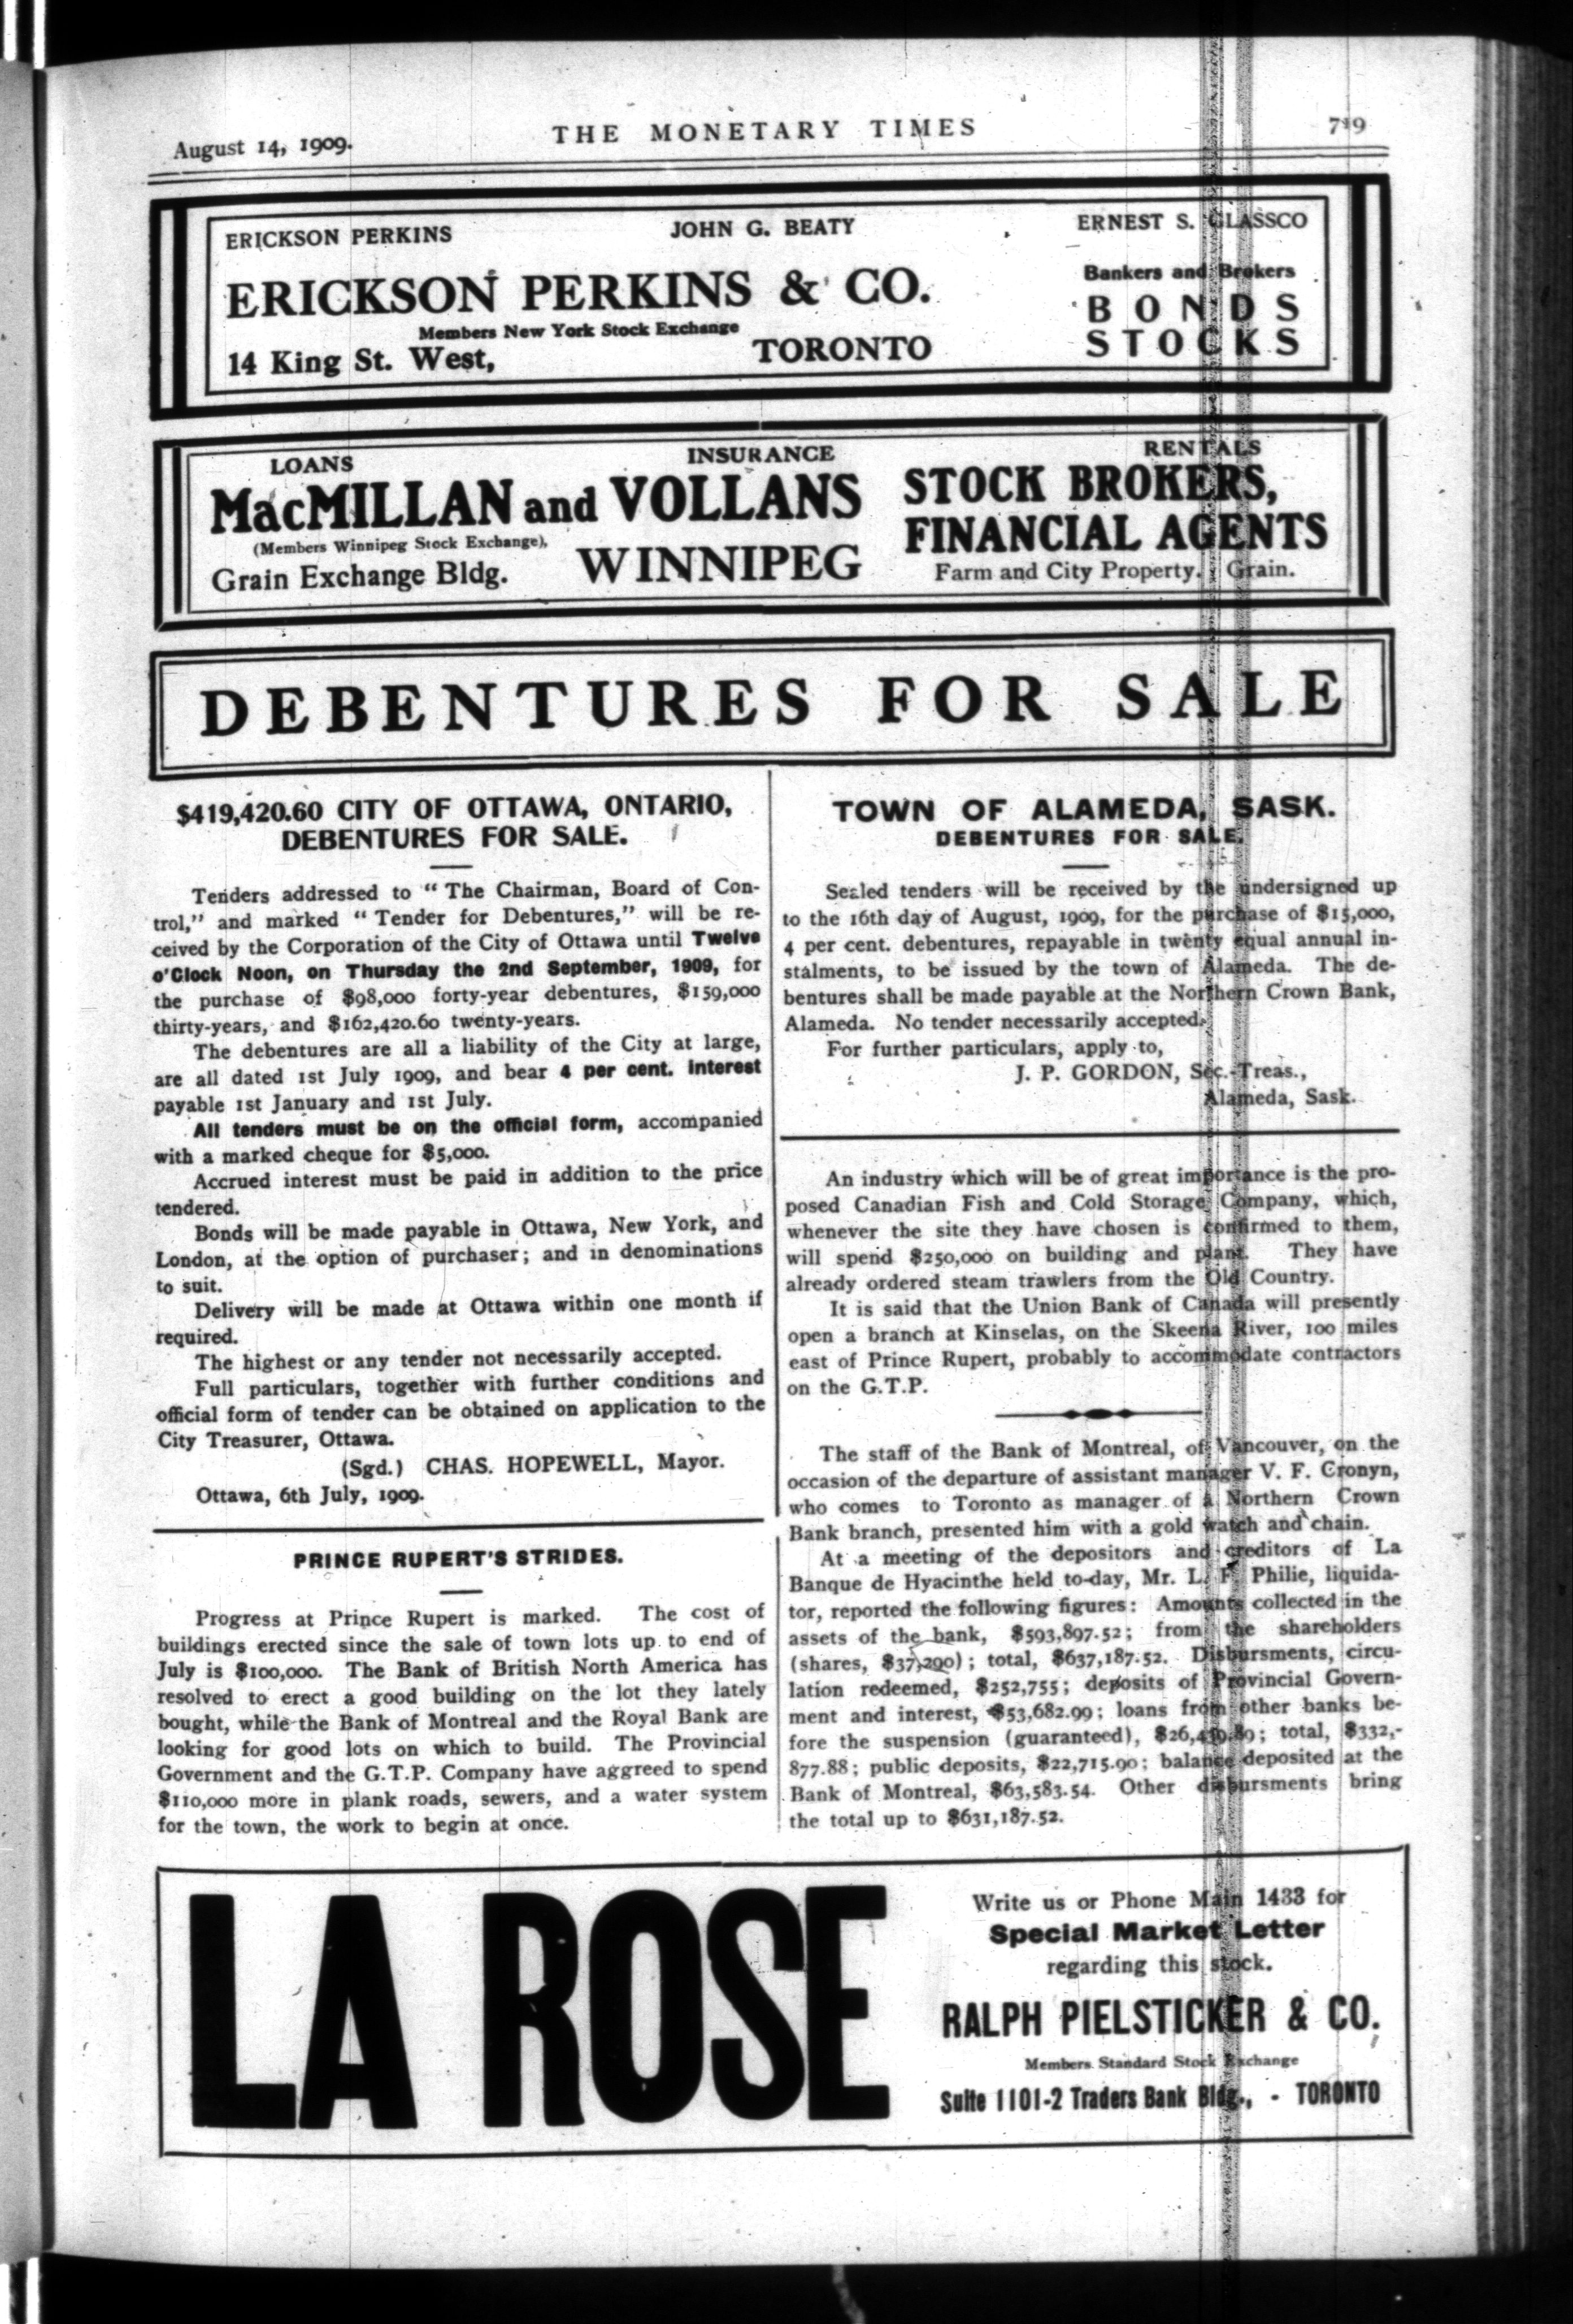 August 14, 1909.
THE MONETARY TIMES
719
ERICKSON PERKINS
JOHN G. BEATY
ERNEST S. GLASSCO
ERICKSON PERKINS & CO.
Members New York Stock Exchange
14 King St. West,
TORONTO
Bankers and Brokers
BONDS
STOCKS
LOANS
INSURANCE
RENTALS
MacMILLAN and VOLLANS
(Members Winnipeg Stock Exchange),
Grain Exchange Bldg.
WINNIPEG
STOCK BROKERS,
FINANCIAL AGENTS
Farm and City Property. Grain.
DEBENTURES FOR SALE
$419,420.60 CITY OF OTTAWA, ONTARIO,
DEBENTURES FOR SALE.
Tenders addressed to "The Chairman, Board of Con-
trol," and marked "Tender for Debentures," will be re-
ceived by the Corporation of the City of Ottawa until Twelve
o'Clock Noon, on Thursday the 2nd September, 1909, for
the purchase of $98,000 forty-year debentures, $159,000
thirty-years, and $162,420.60 twenty-years.
The debentures are all a liability of the City at large,
are all dated 1st July 1909, and bear 4 per cent. interest
payable 1st January and 1st July.
All tenders must be on the official form, accompanied
with a marked cheque for $5,000.
Accrued interest must be paid in addition to the price
tendered.
Bonds will be made payable in Ottawa, New York, and
London, at the option of purchaser; and in denominations
to suit.
Delivery will be made at Ottawa within one month if
required.
The highest or any tender not necessarily accepted.
Full particulars, together with further conditions and
official form of tender can be obtained on application to the
City Treasurer, Ottawa.
(Sgd.) CHAS. HOPEWELL, Mayor.
Ottawa, 6th July, 1909.
PRINCE RUPERT'S STRIDES.
Progress at Prince Rupert is marked. The cost of
buildings erected since the sale of town lots up to end of
July is $100,000. The Bank of British North America has
resolved to erect a good building on the lot they lately
bought, while the Bank of Montreal and the Royal Bank are
looking for good lots on which to build. The Provincial
Government and the G.T.P. Company have aggreed to spend
$110,000 more in plank roads, sewers, and a water system
for the town, the work to begin at once.
TOWN OF ALAMEDA, SASK.
DEBENTURES FOR SALE.
Sealed tenders will be received by the undersigned up
to the 16th day of August, 1909, for the purchase of $15,000,
4 per cent. debentures, repayable in twenty equal annual in-
stalments, to be issued by the town of Alameda. The de-
bentures shall be made payable at the Northern Crown Bank,
Alameda. No tender necessarily accepted.
For further particulars, apply to,
J. P. GORDON, Sec.-Treas.,
Alameda, Sask.
An industry which will be of great importance is the pro-
posed Canadian Fish and Cold Storage Company, which,
whenever the site they have chosen is confirmed to them,
will spend $250,000 on building and plant. They have
already ordered steam trawlers from the Old Country.
It is said that the Union Bank of Canada will presently
open a branch at Kinselas, on the Skeena River, 100 miles
east of Prince Rupert, probably to accommodate contractors
on the G.T.P.
The staff of the Bank of Montreal, of Vancouver, on the
occasion of the departure of assistant manager V. F. Cronyn,
who comes to Toronto as manager of a Northern Crown
Bank branch, presented him with a gold watch and chain.
At a meeting of the depositors and creditors of La
Banque de Hyacinthe held to-day, Mr. L. F. Philie, liquida-
tor, reported the following figures: Amounts collected in the
assets of the bank, $593,897.52; from the shareholders
(shares, $37,290); total, $637,187.52. Disbursments, circu-
lation redeemed, $252,755; deposits of Provincial Govern-
ment and interest, $53,682.99; loans from other banks be-
fore the suspension (guaranteed), total, $332,-
877.88; public deposits, $22,715.90; balance deposited at the
Bank of Montreal, $63,583.54. Other disbursments bring
the total up to $631,187.52.
LA ROSE
Write us or Phone Main 1433 for
Special Market Letter
regarding this stock.
RALPH PIELSTICKER & CO.
Members Standard Stock Exchange
Suite 1101-2 Traders Bank Bldg., - TORONTO